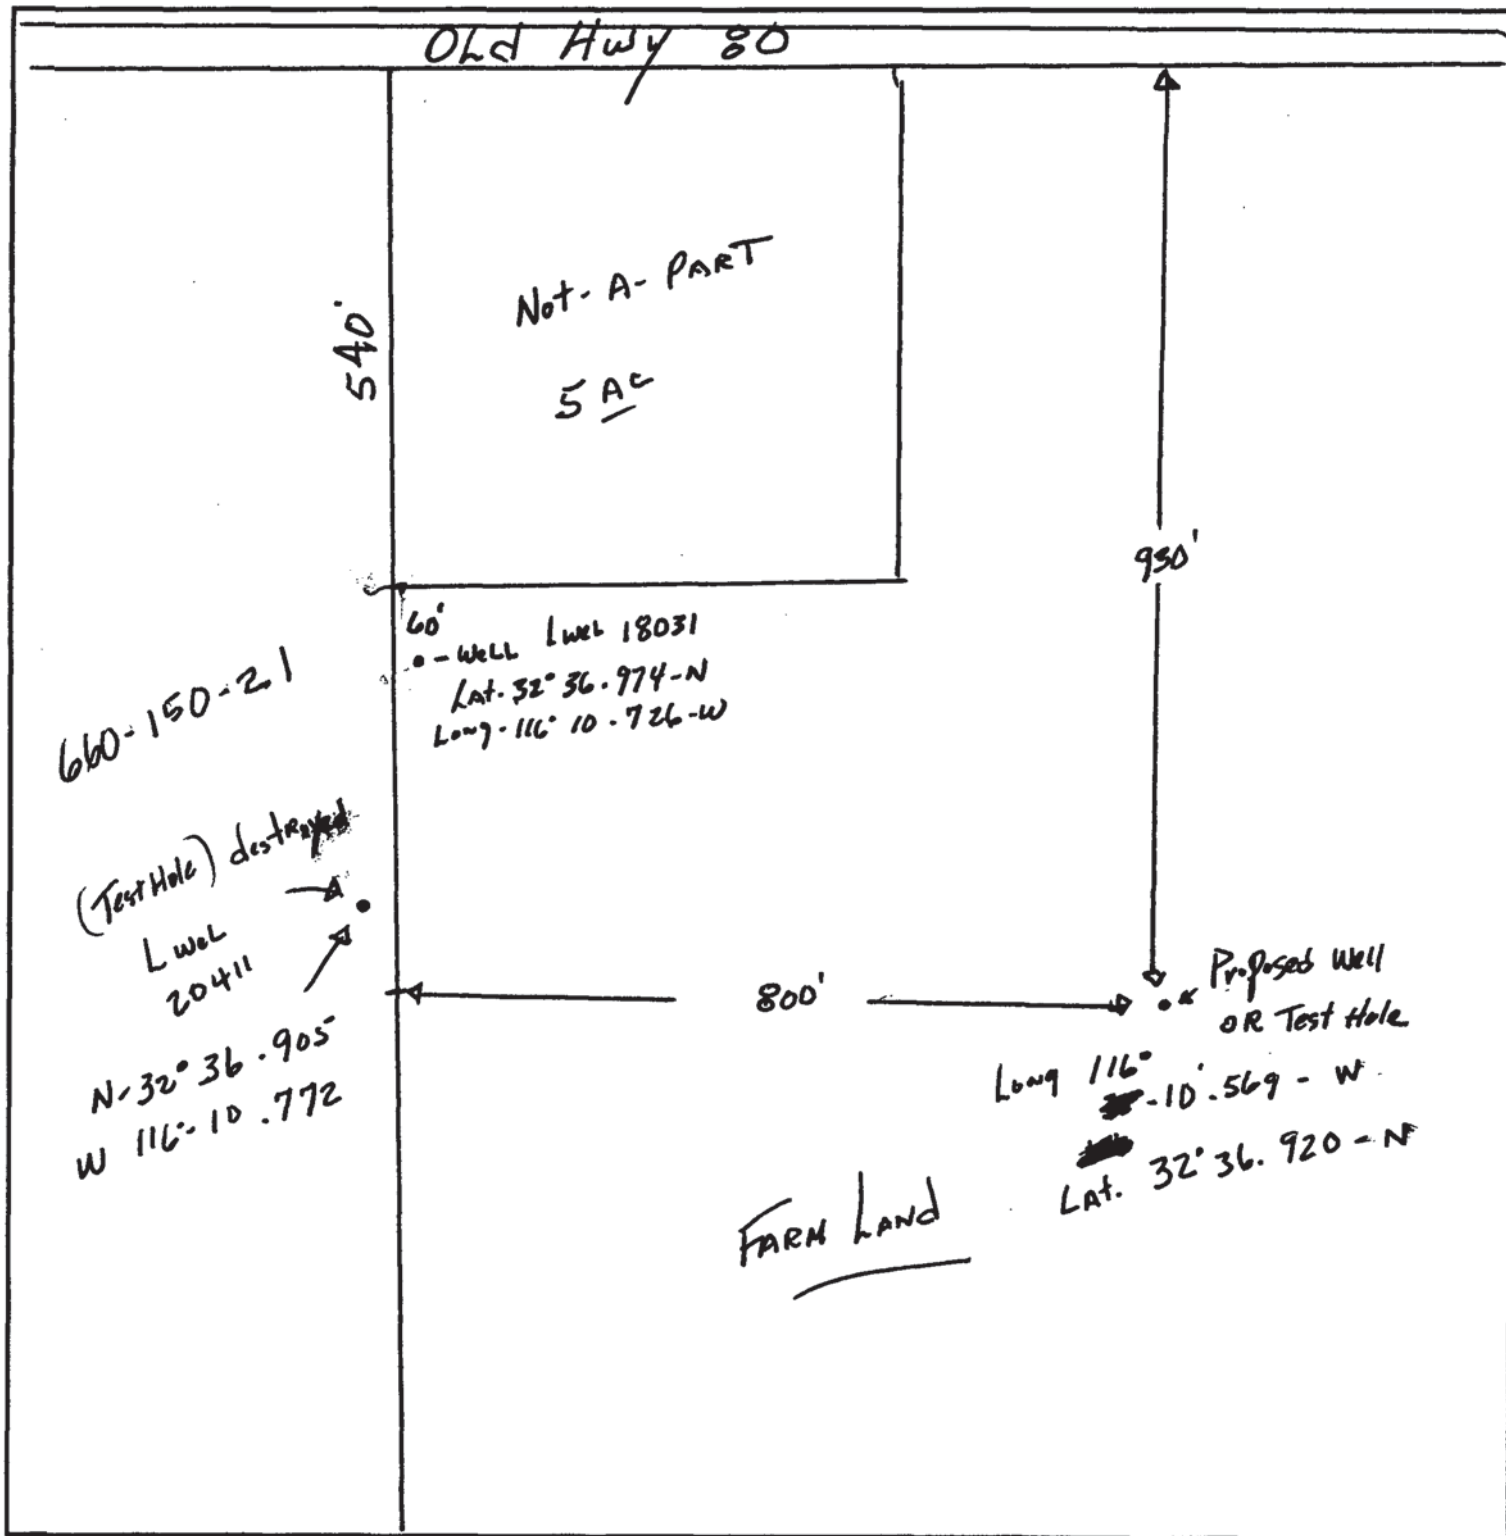 OLd Hwy 80
Not-A-PART
5 Ac
540'
930'
60'
- WeLL LweL 18031
LAt. 32° 36.974-N
Long-116° 10.726-W
660-150-21
(Test Hole) destroyed
LweL
20411
N-32° 36.905
W 116°-10.772
800'
Proposed Well
OR Test Hole
Long 116°
-10'.569-W
LAt. 32° 36.920-N
FARM LANd